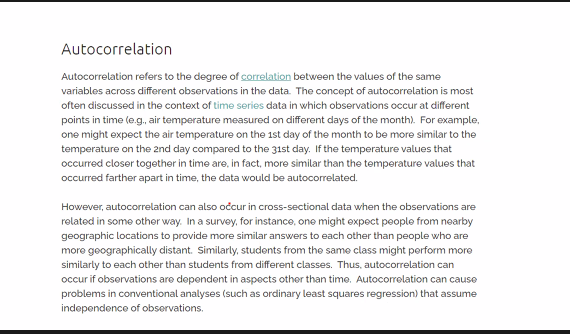 Autocorrelation
Autocorrelation refers to the degree of correlation between the values of the same
variables across different observations in the data.  The concept of autocorrelation is most
often discussed in the context of time series data in which observations occur at different
points in time (e.g., air temperature measured on different days of the month).  For example,
one might expect the air temperature on the 1st day of the month to be more similar to the
temperature on the 2nd day compared to the 31st day.  If the temperature values that
occurred closer together in time are, in fact, more similar than the temperature values that
occurred farther apart in time, the data would be autocorrelated.
However, autocorrelation can also occur in cross-sectional data when the observations are
related in some other way.  In a survey, for instance, one might expect people from nearby
geographic locations to provide more similar answers to each other than people who are
more geographically distant.  Similarly, students from the same class might perform more
similarly to each other than students from different classes.  Thus, autocorrelation can
occur if observations are dependent in aspects other than time.  Autocorrelation can cause
problems in conventional analyses (such as ordinary least squares regression) that assume
independence of observations.